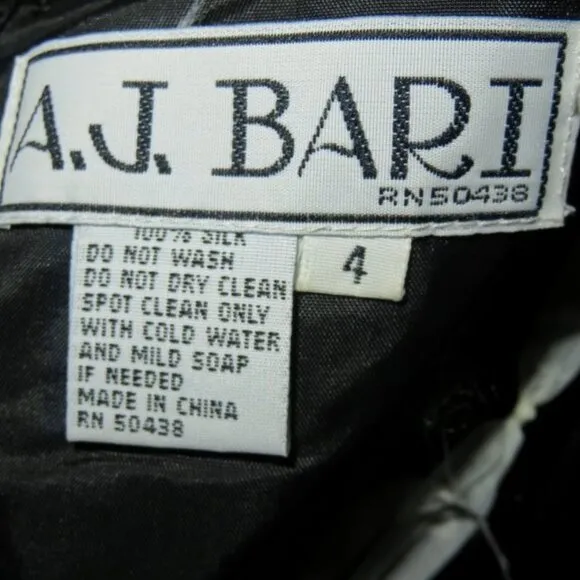 A.J. BARI
RN50438
4
100% SILK
DO NOT WASH
DO NOT DRY CLEAN
SPOT CLEAN ONLY
WITH COLD WATER
AND MILD SOAP
IF NEEDED
MADE IN CHINA
RN 50438